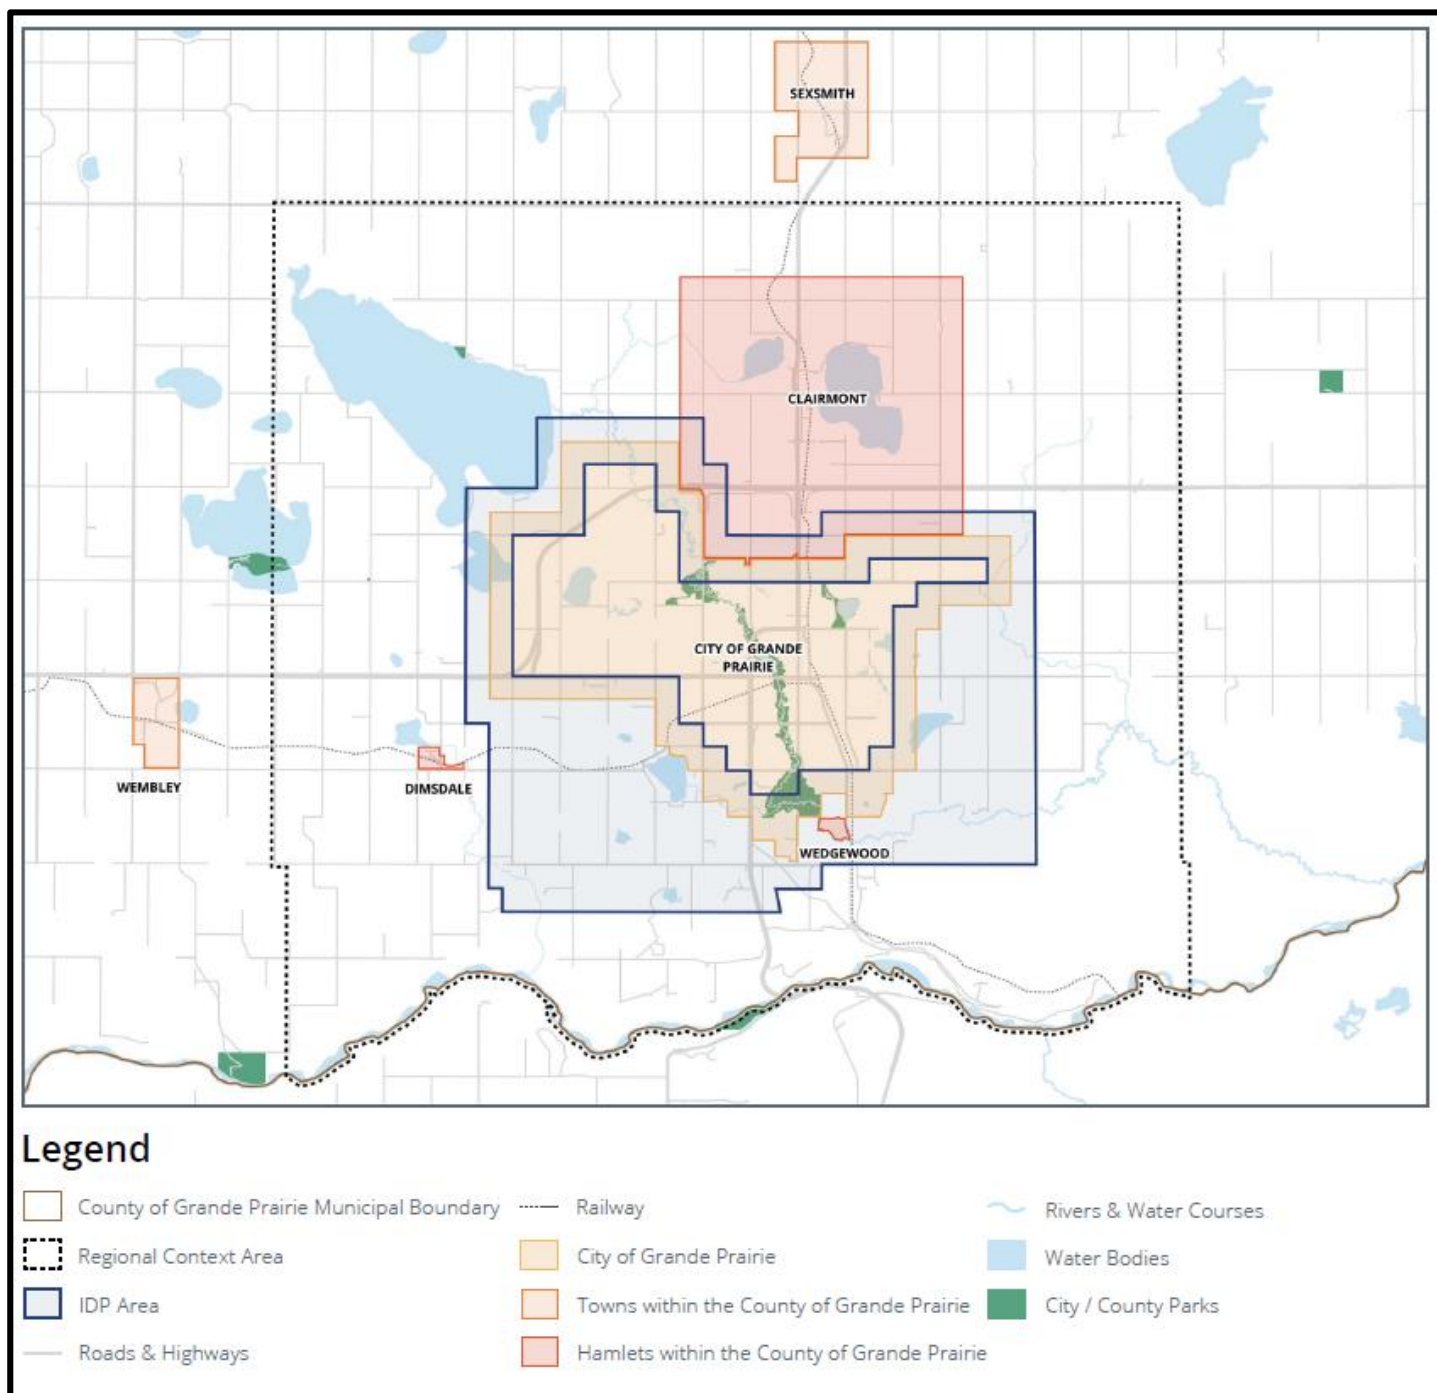 SEXSMITH
CLAIRMONT
CITY OF GRANDE
PRAIRIE
WEMBLEY
DIMSDALE
WEDGEWOOD
Legend
County of Grande Prairie Municipal Boundary
Railway
Rivers & Water Courses
Regional Context Area
City of Grande Prairie
Water Bodies
IDP Area
Towns within the County of Grande Prairie
City / County Parks
Roads & Highways
Hamlets within the County of Grande Prairie